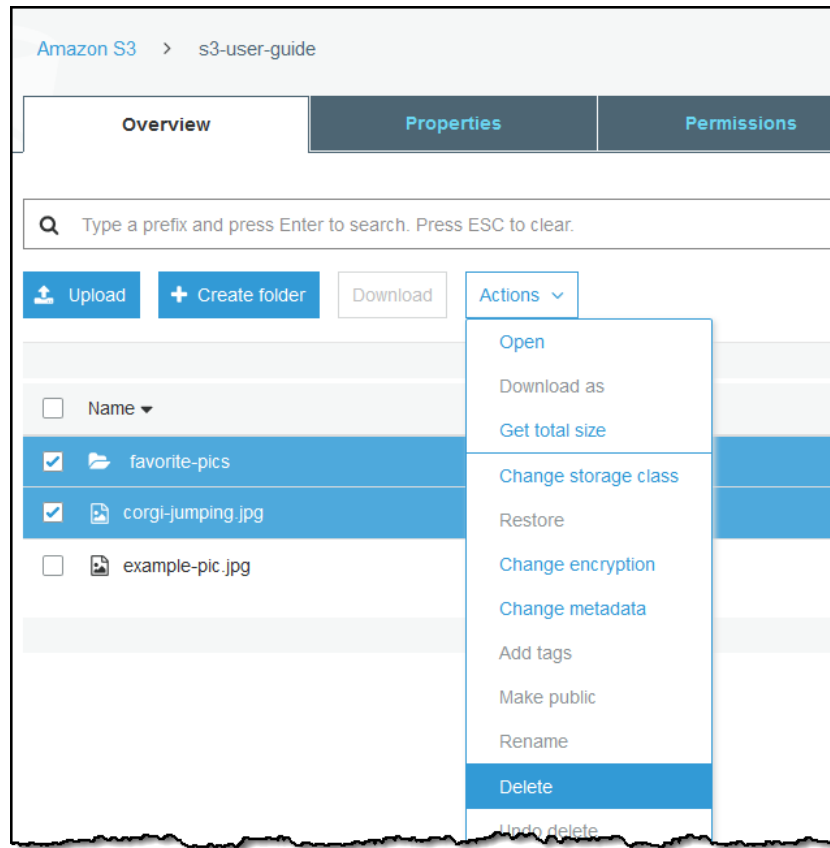 Amazon S3 > s3-user-guide
Overview Properties Permissions
Type a prefix and press Enter to search. Press ESC to clear.
Upload + Create folder Download Actions
Open
Download as
Get total size
Name
favorite-pics
Change storage class
corgi-jumping.jpg
Restore
example-pic.jpg
Change encryption
Change metadata
Add tags
Make public
Rename
Delete
Undo delete